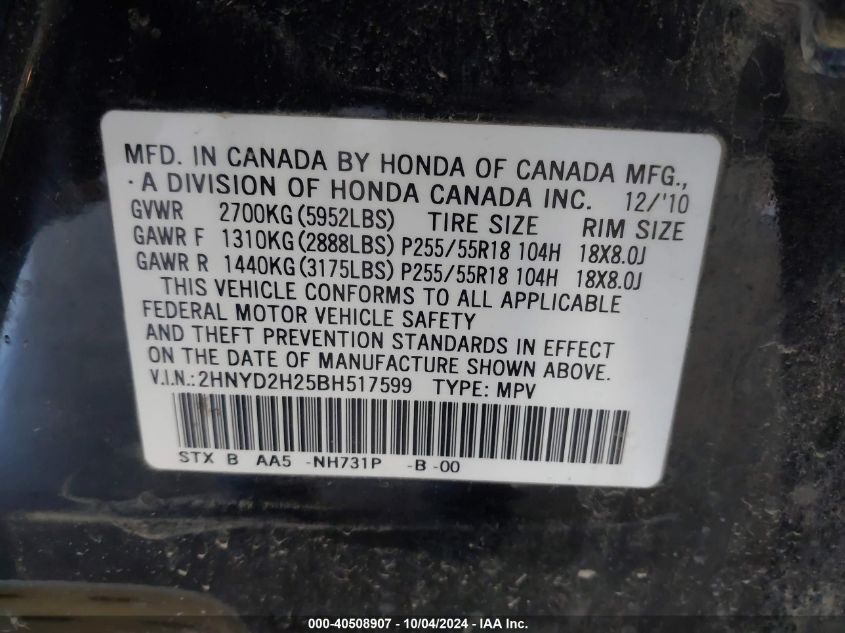 MFD. IN CANADA BY HONDA OF CANADA MFG.,
·A DIVISION OF HONDA CANADA INC. 12/'10
GVWR 2700KG(5952LBS) TIRE SIZE RIM SIZE
GAWR F 1310KG(2888LBS) P255/55R18 104H 18X8.0J
GAWR R 1440KG(3175LBS) P255/55R18 104H 18X8.0J
THIS VEHICLE CONFORMS TO ALL APPLICABLE
FEDERAL MOTOR VEHICLE SAFETY
AND THEFT PREVENTION STANDARDS IN EFFECT
ON THE DATE OF MANUFACTURE SHOWN ABOVE.
V.I.N.:2HNYD2H25BH517599 TYPE: MPV
STX B AA5 -NH731P -B -00
000-40508907 - 10/04/2024 - IAA Inc.